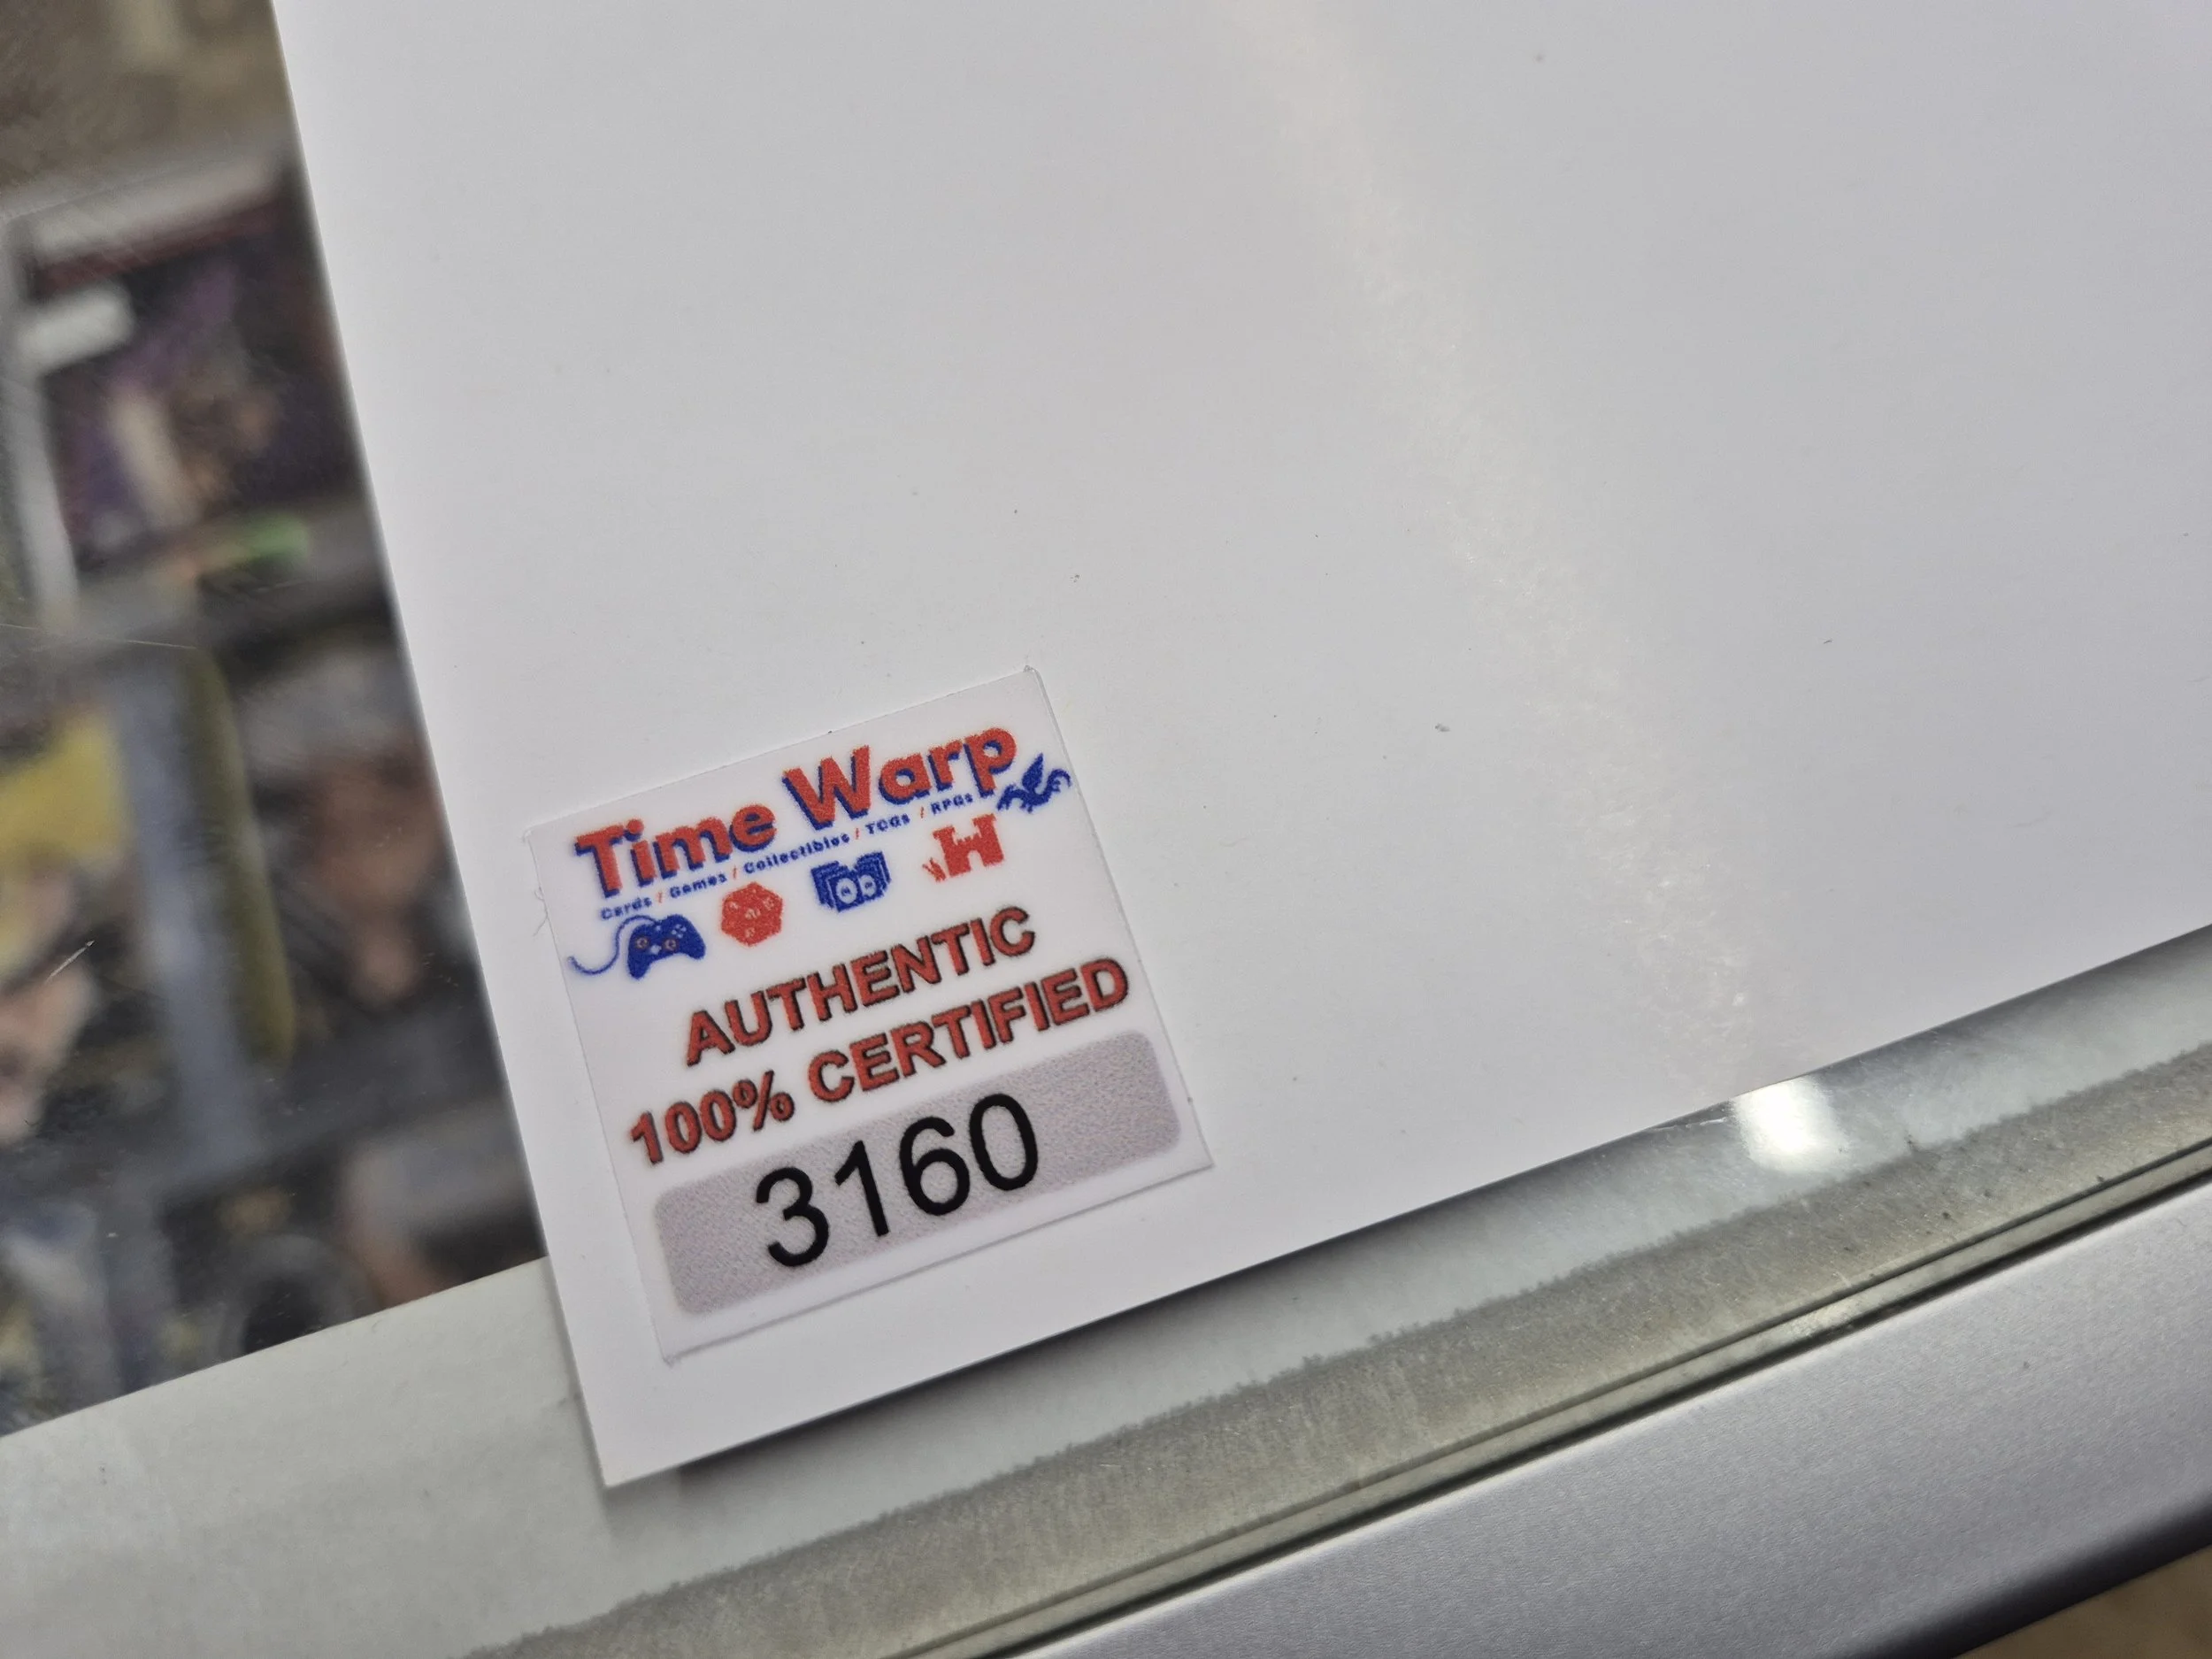 Time Warp
Cards / Games / Collectibles / TCGs / RPGs
AUTHENTIC
100% CERTIFIED
3160